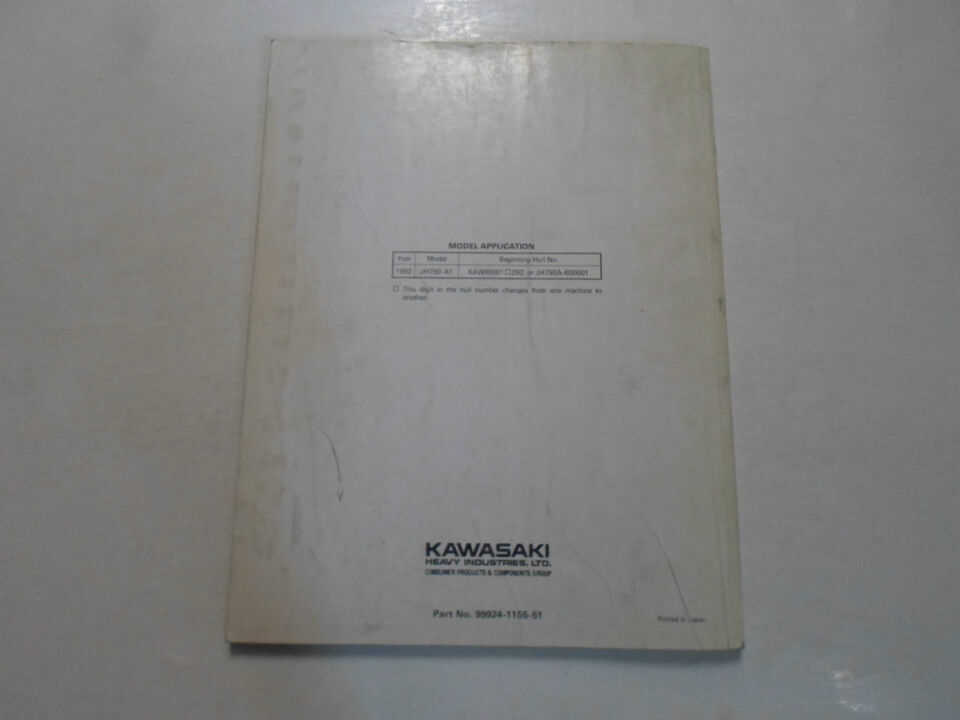 MODEL APPLICATION
Year Model Beginning Hull No.
1992 JH750-A1 KAW90001□292, or JH750A-600001
□ This digit in the hull number changes from one machine to
another.
KAWASAKI
HEAVY INDUSTRIES, LTD.
CONSUMER PRODUCTS & COMPONENTS GROUP
Part No. 99924-1155-51
Printed in Japan